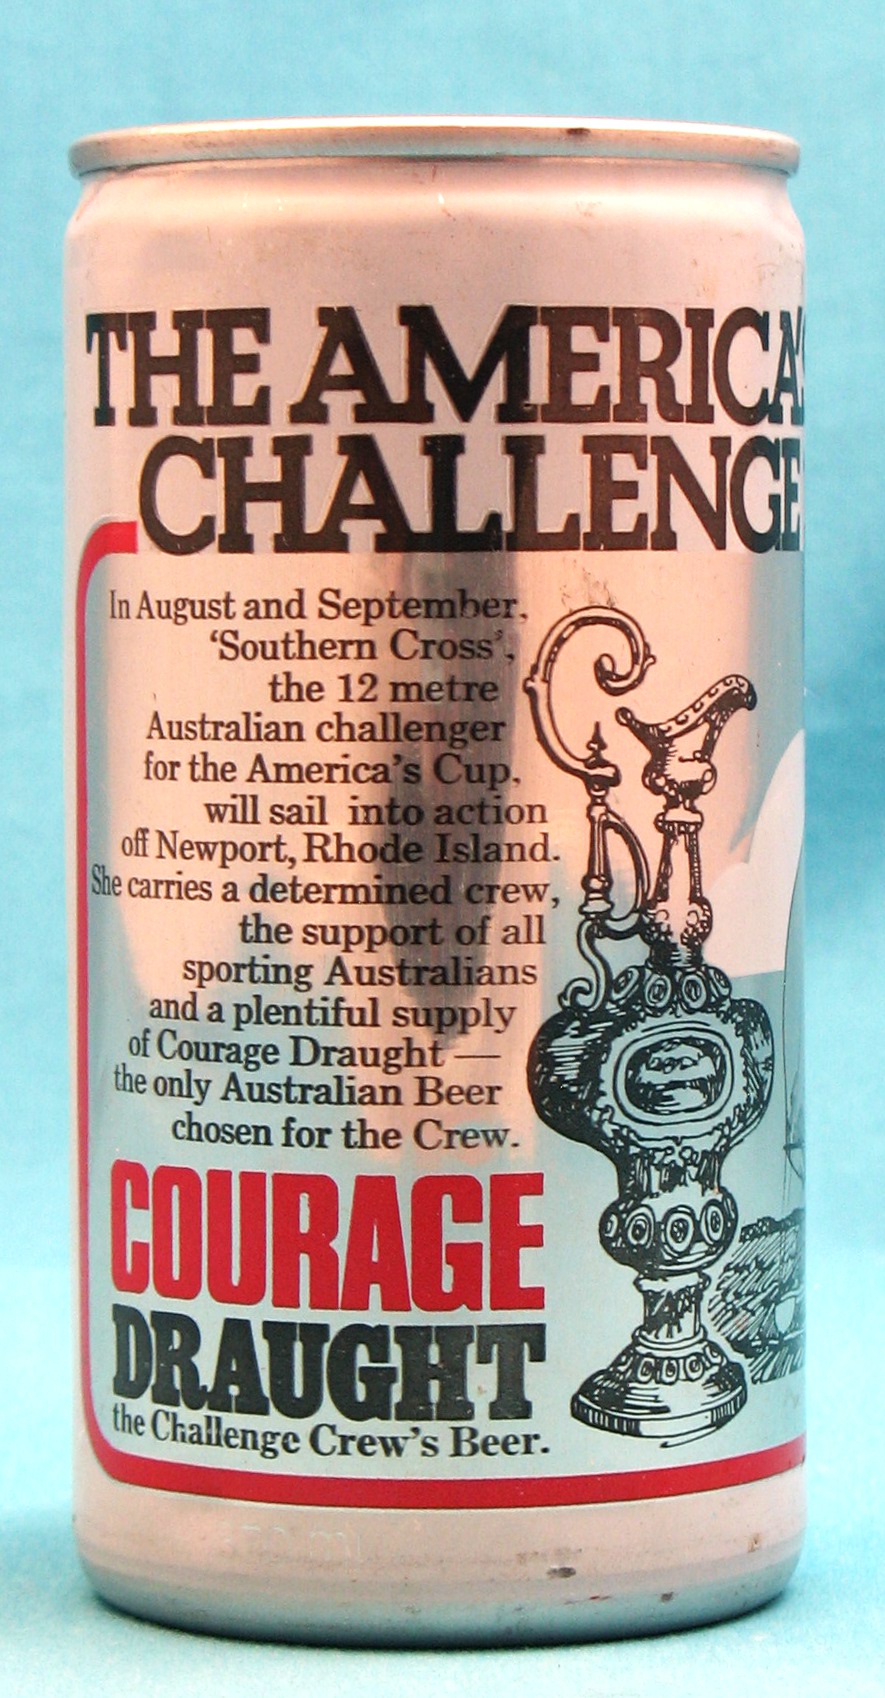 THE AMERICA'S
CHALLENGE
In August and September,
‘Southern Cross’,
the 12 metre
Australian challenger
for the America's Cup,
will sail into action
off Newport, Rhode Island.
She carries a determined crew,
the support of all
sporting Australians
and a plentiful supply
of Courage Draught —
the only Australian Beer
chosen for the Crew.
COURAGE
DRAUGHT
the Challenge Crew's Beer.